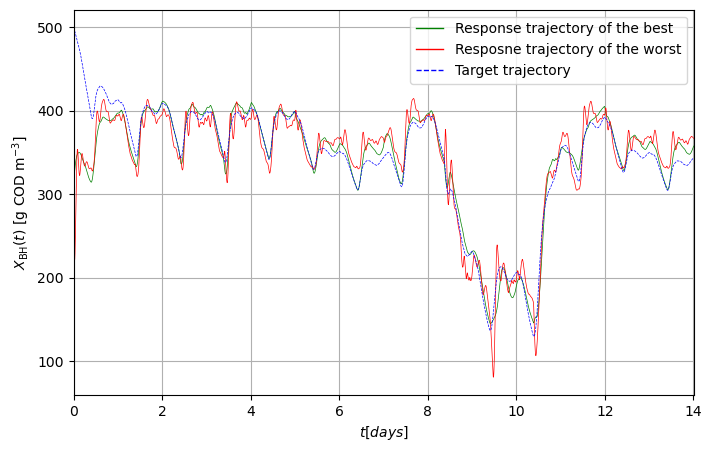 Response trajectory of the best
Resposne trajectory of the worst
Target trajectory
500
400
300
200
100
X_BH(t) [g COD m⁻³]
0 2 4 6 8 10 12 14
t[days]